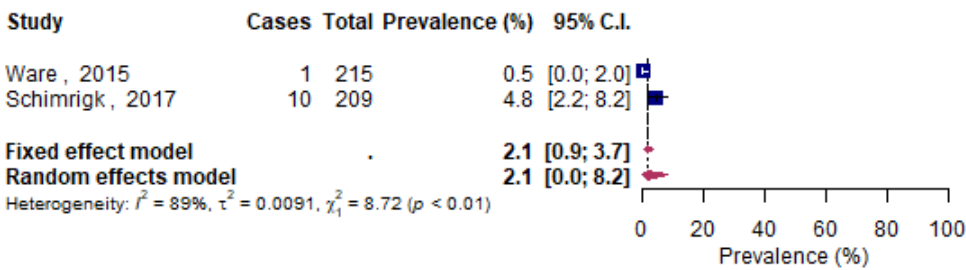 Study Cases Total Prevalence (%) 95% C.I.
Ware , 2015 1 215 0.5 [0.0; 2.0]
Schimrigk , 2017 10 209 4.8 [2.2; 8.2]
Fixed effect model . 2.1 [0.9; 3.7]
Random effects model 2.1 [0.0; 8.2]
Heterogeneity: I² = 89%, τ² = 0.0091, χ²₁ = 8.72 (p < 0.01)
0 20 40 60 80 100
Prevalence (%)